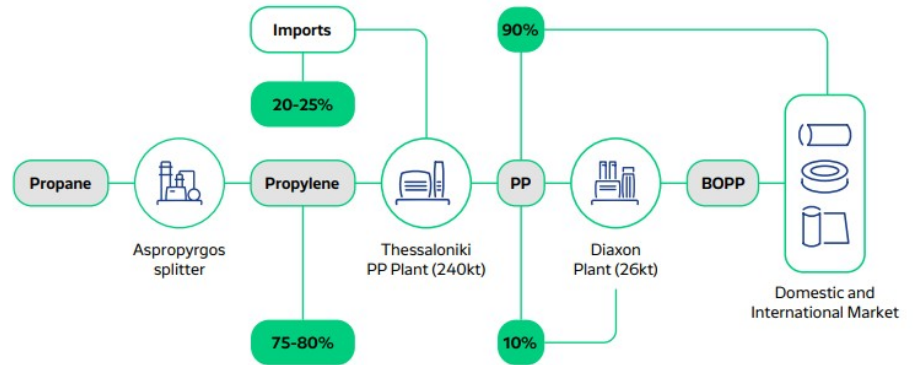 Imports
90%
20-25%
Propane
Propylene
PP
BOPP
Aspropyrgos
splitter
Thessaloniki
PP Plant (240kt)
Diaxon
Plant (26kt)
Domestic and
International Market
75-80%
10%